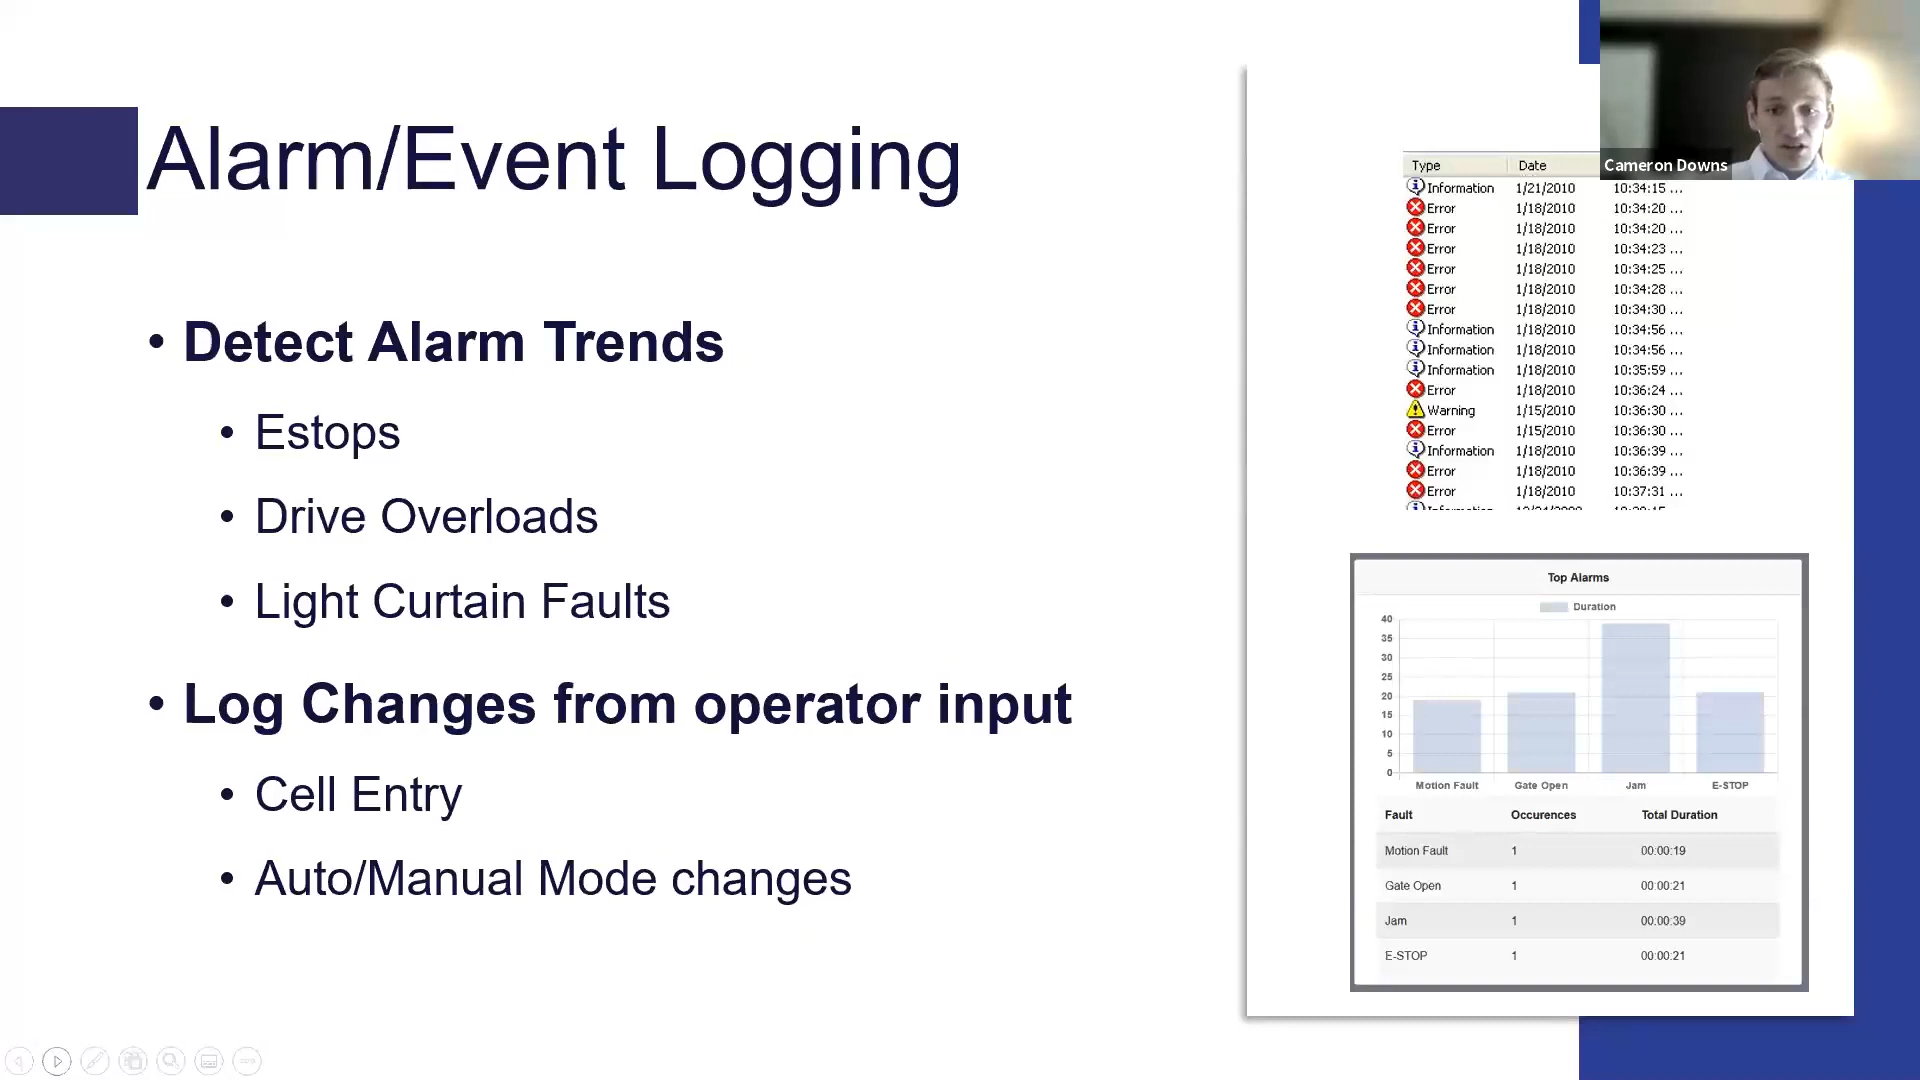 Alarm/Event Logging
• Detect Alarm Trends
• Estops
• Drive Overloads
• Light Curtain Faults
• Log Changes from operator input
• Cell Entry
• Auto/Manual Mode changes
Cameron Downs
Type Date
Information 1/21/2010 10:34:15 ...
Error 1/18/2010 10:34:20 ...
Error 1/18/2010 10:34:20 ...
Error 1/18/2010 10:34:23 ...
Error 1/18/2010 10:34:25 ...
Error 1/18/2010 10:34:28 ...
Error 1/18/2010 10:34:30 ...
Information 1/18/2010 10:34:56 ...
Information 1/18/2010 10:34:56 ...
Information 1/18/2010 10:35:59 ...
Error 1/18/2010 10:36:24 ...
Warning 1/15/2010 10:36:30 ...
Error 1/15/2010 10:36:30 ...
Information 1/18/2010 10:36:39 ...
Error 1/18/2010 10:36:39 ...
Error 1/18/2010 10:37:31 ...
Top Alarms
Duration
40
35
30
25
20
15
10
5
0
Motion Fault Gate Open Jam E-STOP
Fault Occurences Total Duration
Motion Fault 1 00:00:19
Gate Open 1 00:00:21
Jam 1 00:00:39
E-STOP 1 00:00:21